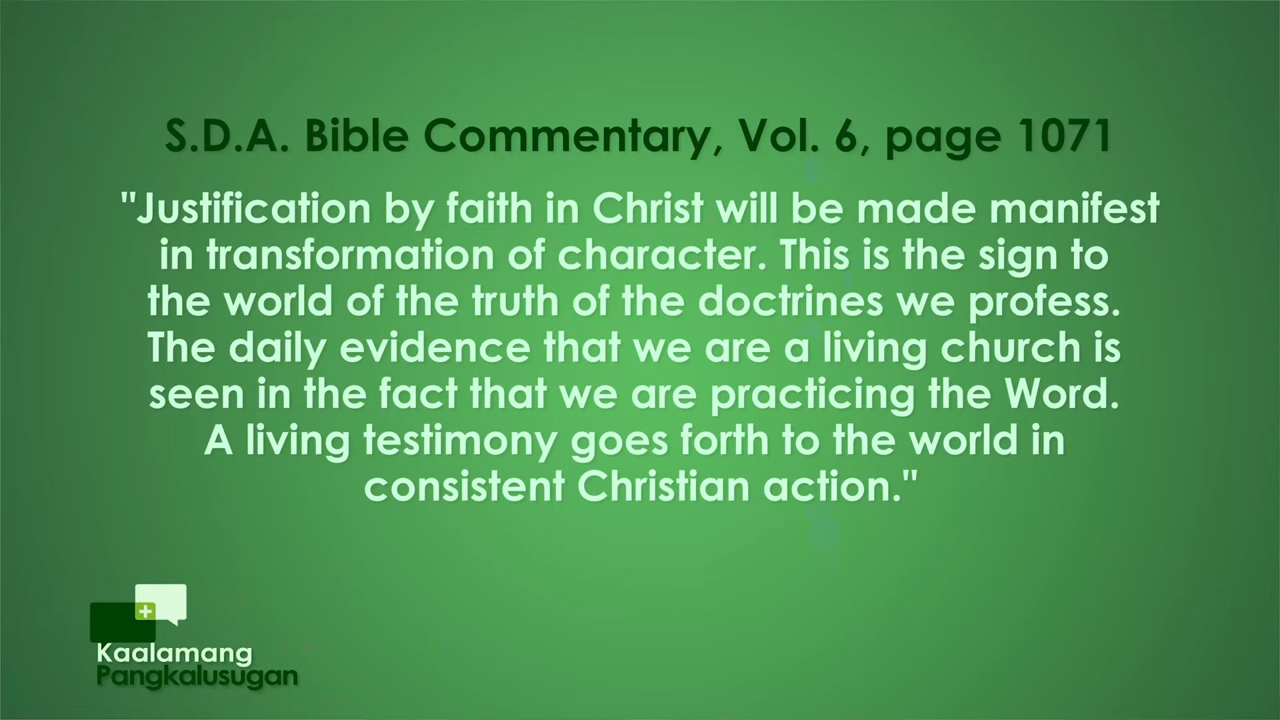 S.D.A. Bible Commentary, Vol. 6, page 1071
"Justification by faith in Christ will be made manifest
in transformation of character. This is the sign to
the world of the truth of the doctrines we profess.
The daily evidence that we are a living church is
seen in the fact that we are practicing the Word.
A living testimony goes forth to the world in
consistent Christian action."
Kaalamang
Pangkalusugan